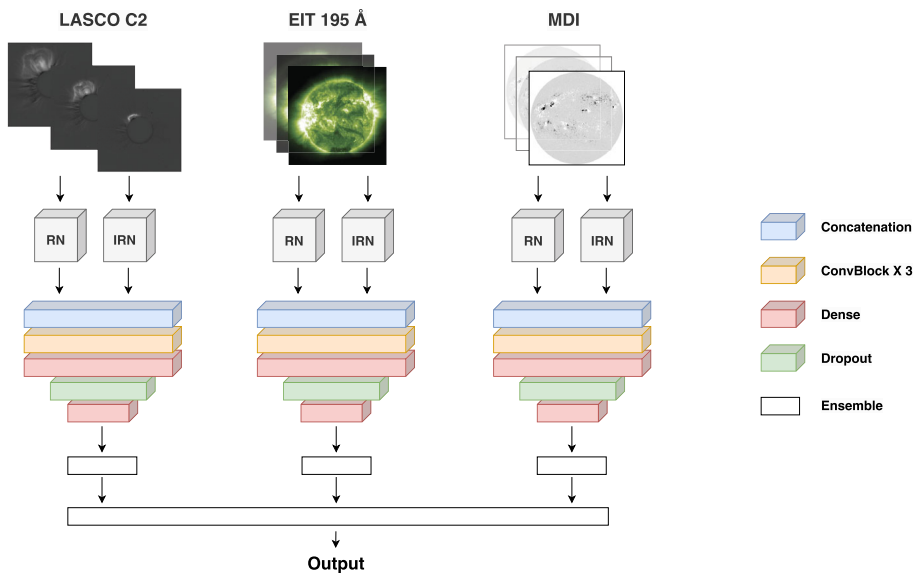 LASCO C2
EIT 195 Å
MDI
RN
IRN
RN
IRN
RN
IRN
Concatenation
ConvBlock X 3
Dense
Dropout
Ensemble
Output